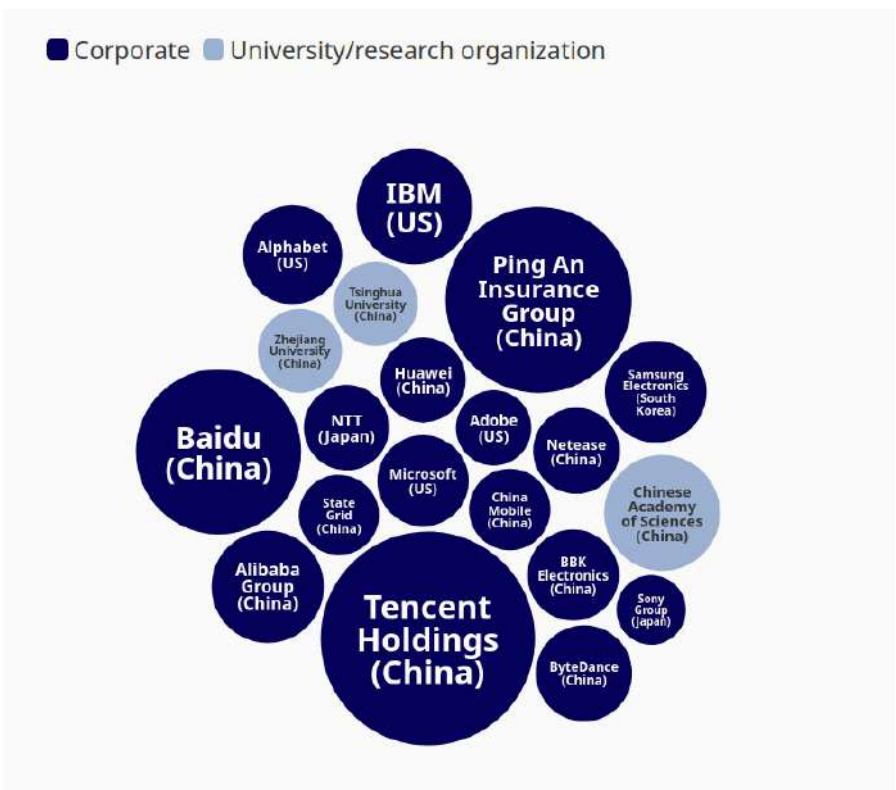 Corporate University/research organization
IBM
(US)
Alphabet
(US)
Ping An
Insurance
Group
(China)
Tsinghua
University
(China)
Zhejiang
University
(China)
Huawei
(China)
Samsung
Electronics
(South
Korea)
Baidu
(China)
NTT
(Japan)
Adobe
(US)
Netease
(China)
Microsoft
(US)
State
Grid
(China)
China
Mobile
(China)
Chinese
Academy
of Sciences
(China)
Alibaba
Group
(China)
BBK
Electronics
(China)
Sony
Group
(Japan)
Tencent
Holdings
(China)
ByteDance
(China)